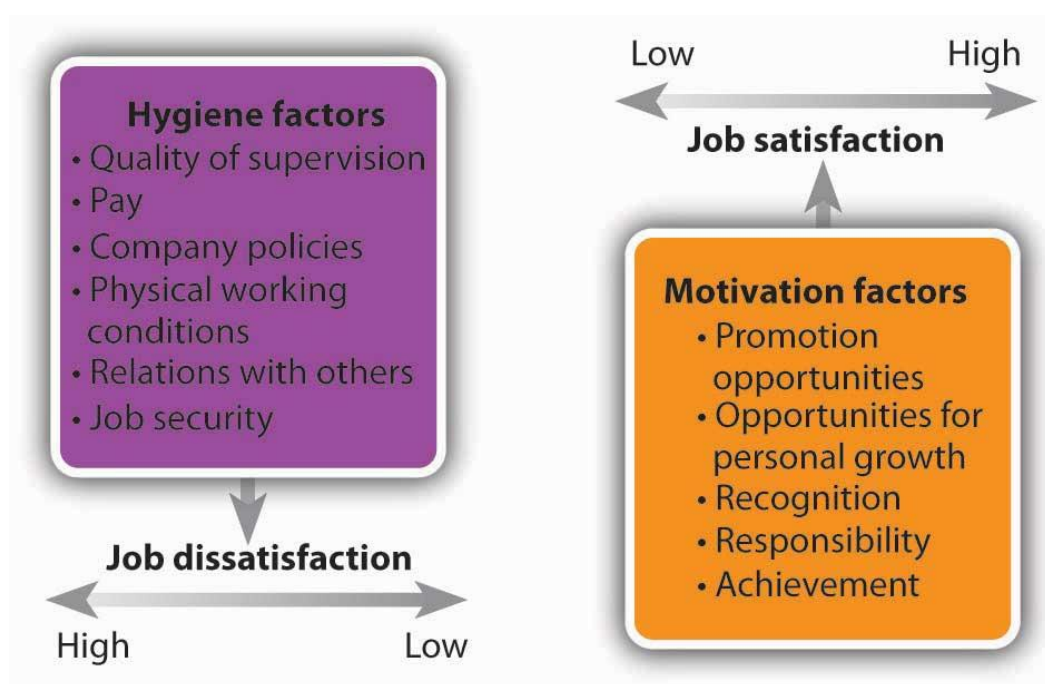 Hygiene factors
• Quality of supervision
• Pay
• Company policies
• Physical working
conditions
• Relations with others
• Job security
Job dissatisfaction
High Low
Low High
Job satisfaction
Motivation factors
• Promotion
opportunities
• Opportunities for
personal growth
• Recognition
• Responsibility
• Achievement